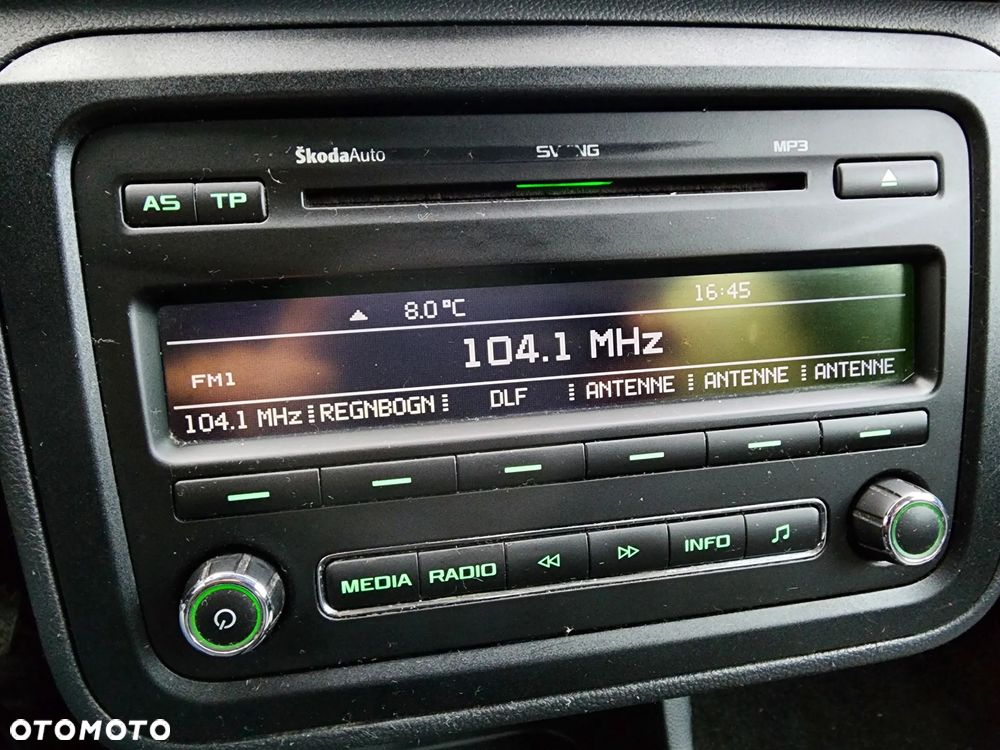 ŠkodaAuto
MP3
AS TP
8.0 °C 16:45
104.1 MHz
FM1
104.1 MHz REGNBOGN DLF ANTENNE ANTENNE ANTENNE
MEDIA RADIO INFO
OTOMOTO